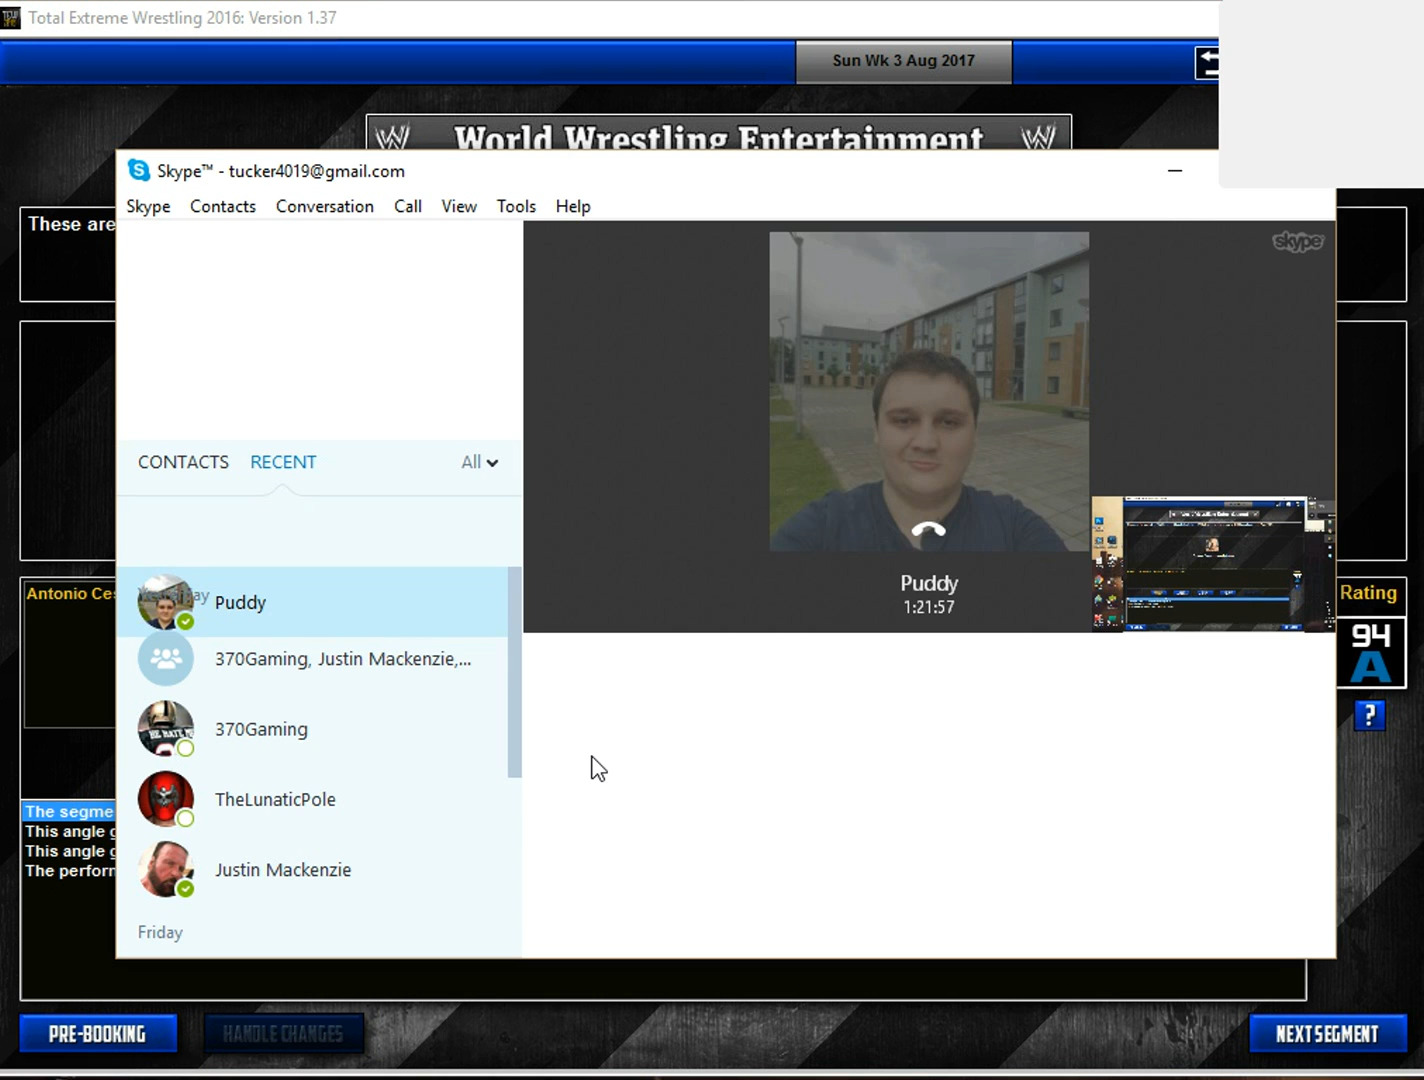 Total Extreme Wrestling 2016: Version 1.37
Sun Wk 3 Aug 2017
World Wrestling Entertainment
Skype™ - tucker4019@gmail.com
Skype Contacts Conversation Call View Tools Help
These are
skype
CONTACTS RECENT All
Yesterday
Puddy
370Gaming, Justin Mackenzie,...
370Gaming
TheLunaticPole
Justin Mackenzie
Friday
Puddy
1:21:57
Antonio Ces
Rating
94
A
?
The segme
This angle g
This angle g
The perform
PRE-BOOKING
HANDLE CHANGES
NEXT SEGMENT